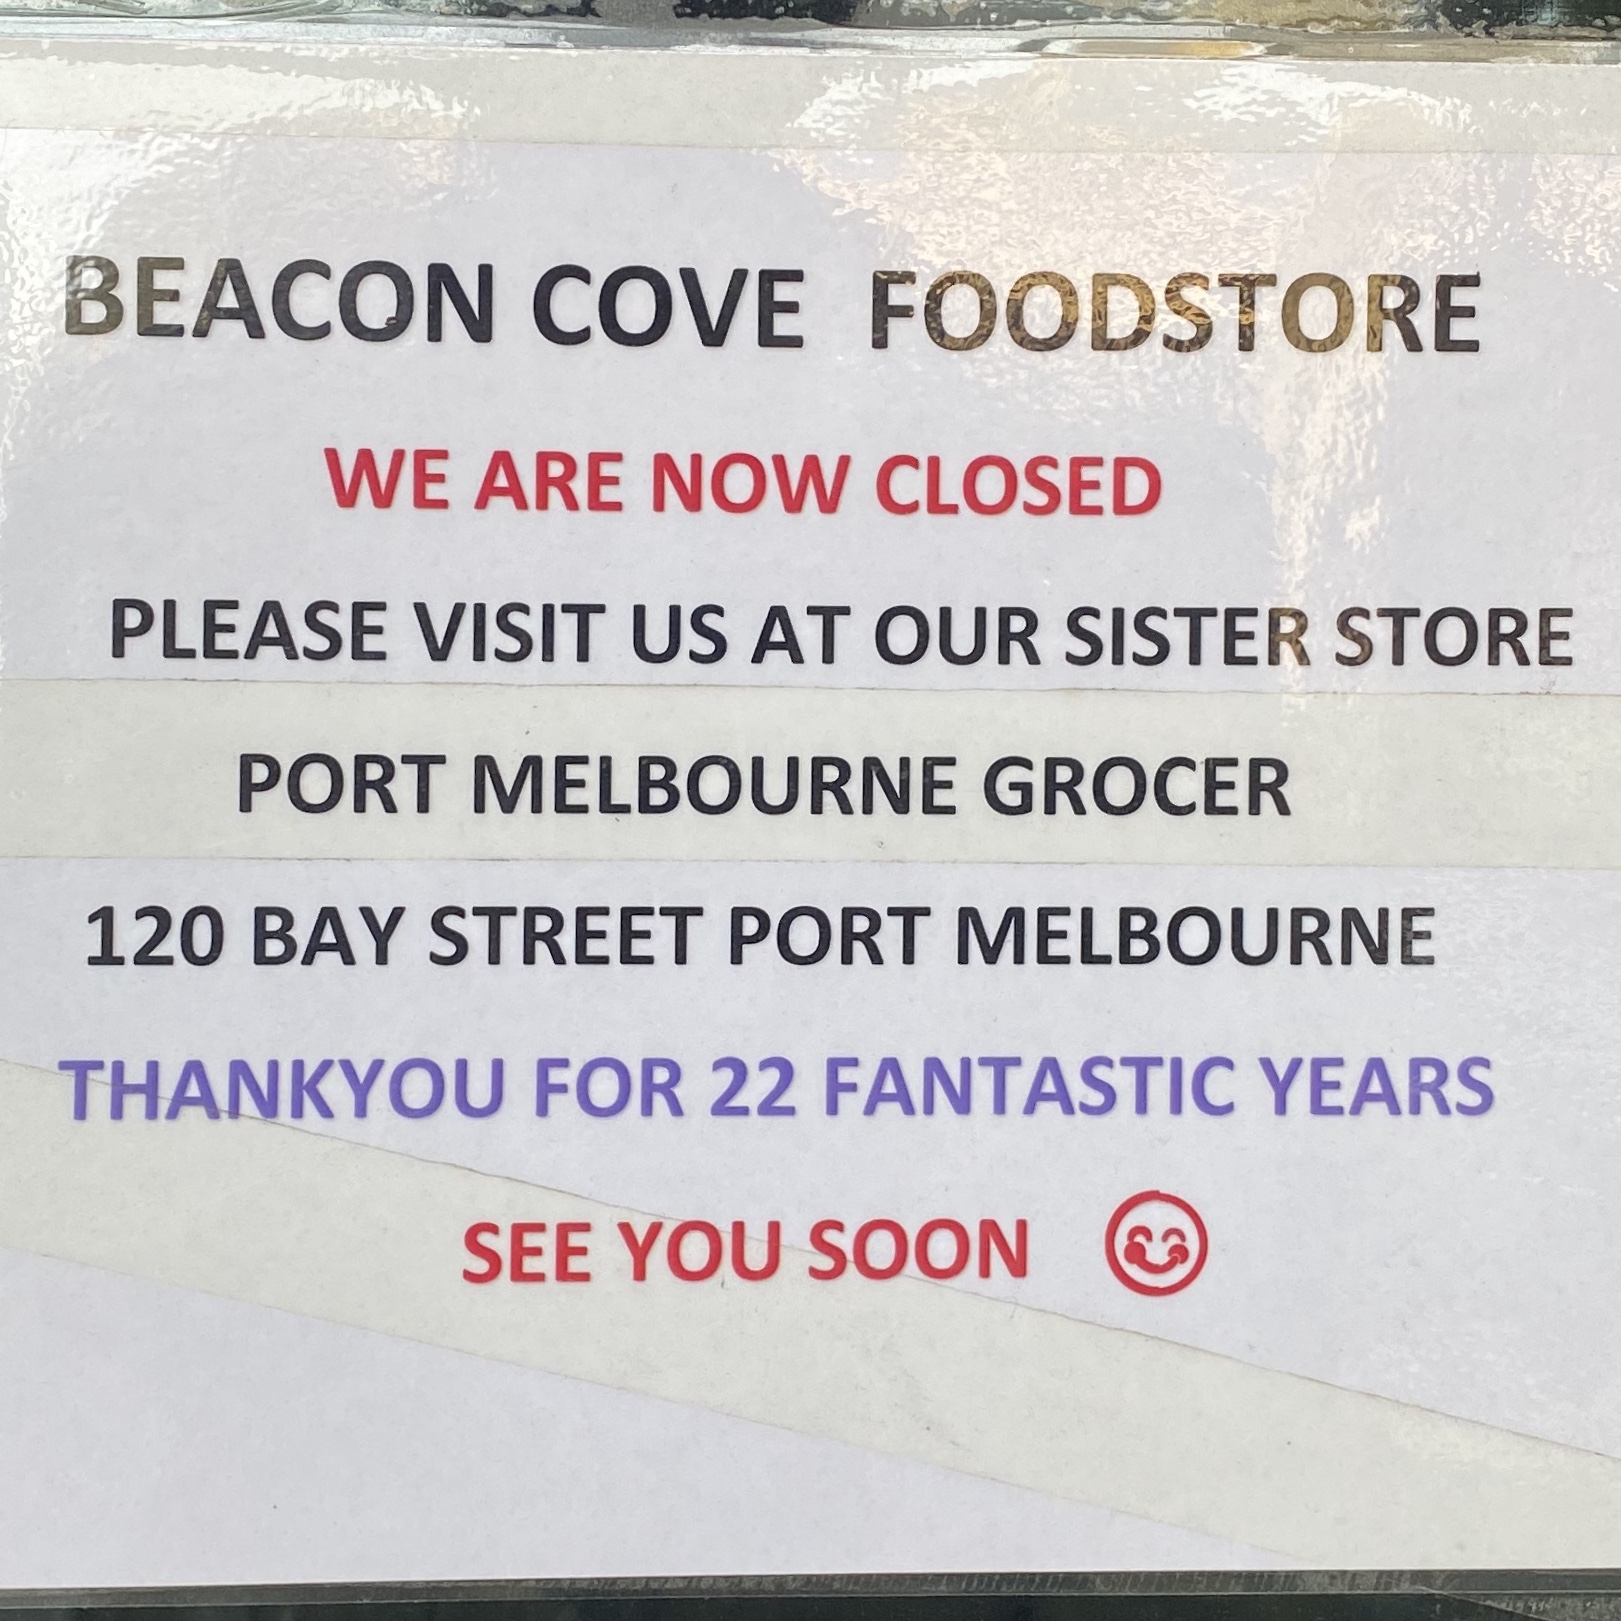 BEACON COVE FOODSTORE
WE ARE NOW CLOSED
PLEASE VISIT US AT OUR SISTER STORE
PORT MELBOURNE GROCER
120 BAY STREET PORT MELBOURNE
THANKYOU FOR 22 FANTASTIC YEARS
SEE YOU SOON 😊